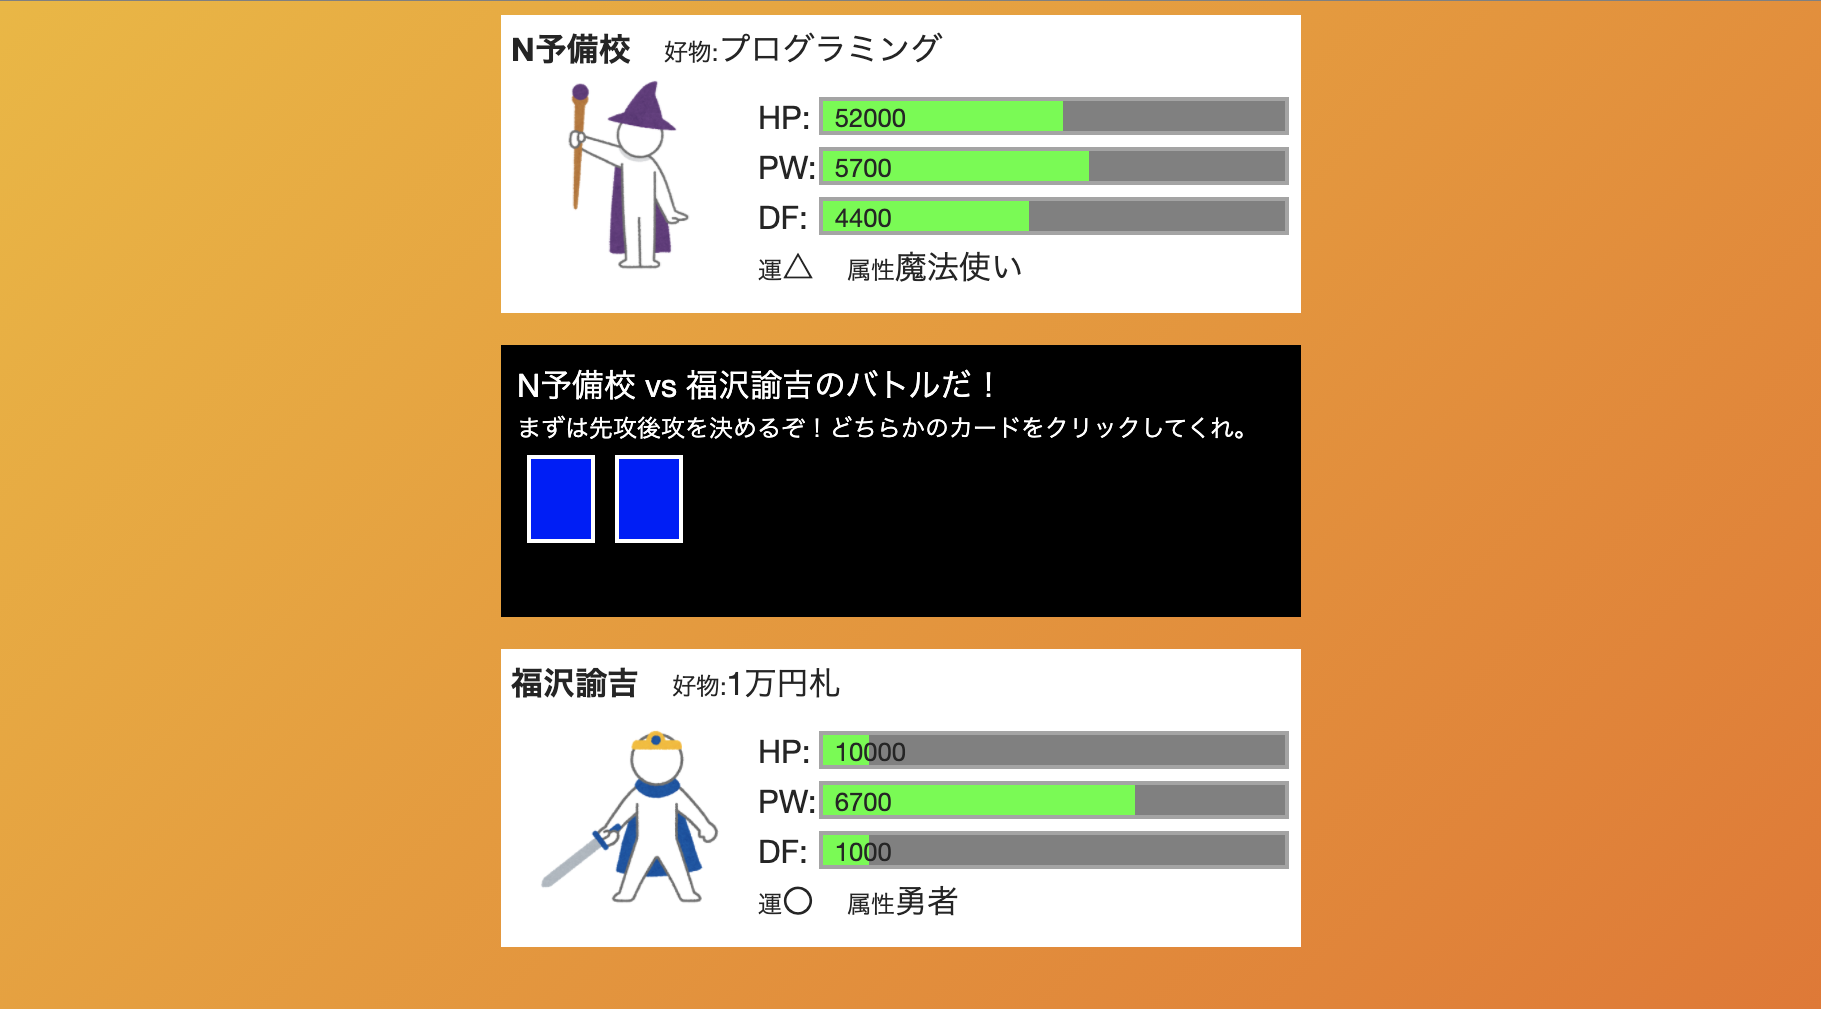 N予備校 好物:プログラミング
HP: 52000
PW: 5700
DF: 4400
運△ 属性魔法使い
N予備校 vs 福沢諭吉のバトルだ！
まずは先攻後攻を決めるぞ！どちらかのカードをクリックしてくれ。
福沢諭吉 好物:1万円札
HP: 10000
PW: 6700
DF: 1000
運〇 属性勇者